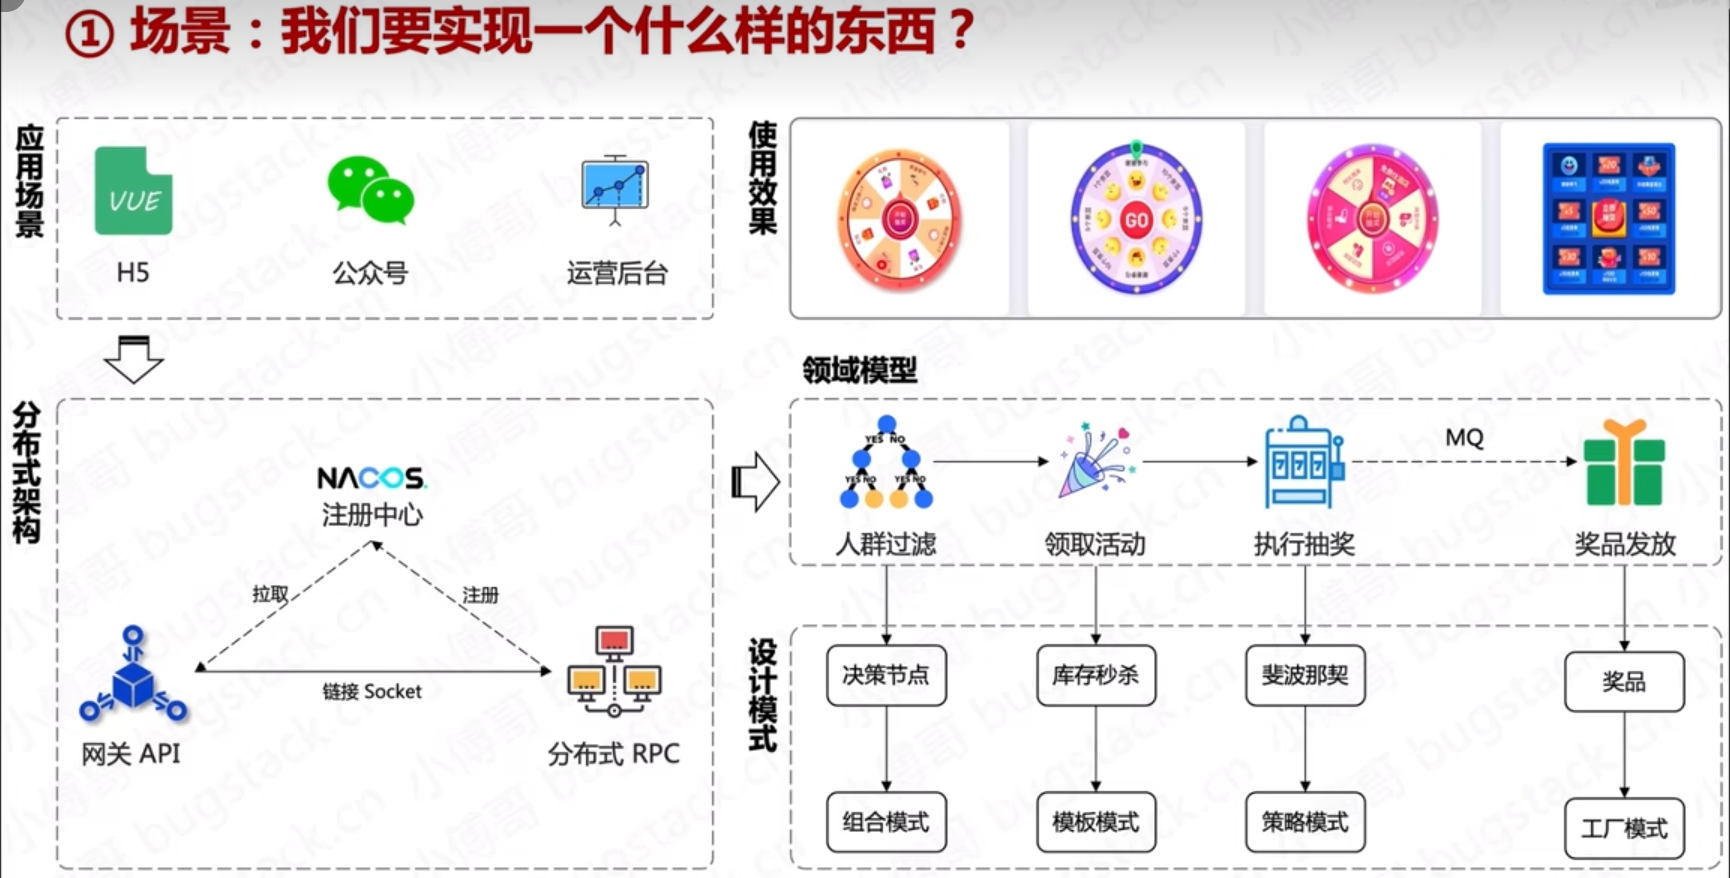 ① 场景：我们要实现一个什么样的东西？
应用场景
VUE
H5
公众号
运营后台
使用效果
GO
分布式架构
NACOS.
注册中心
拉取
注册
链接 Socket
网关 API
分布式 RPC
领域模型
YES NO
YES NO
YES NO
777
MQ
人群过滤
领取活动
执行抽奖
奖品发放
设计模式
决策节点
库存秒杀
斐波那契
奖品
组合模式
模板模式
策略模式
工厂模式
小傅哥 bugstack.cn